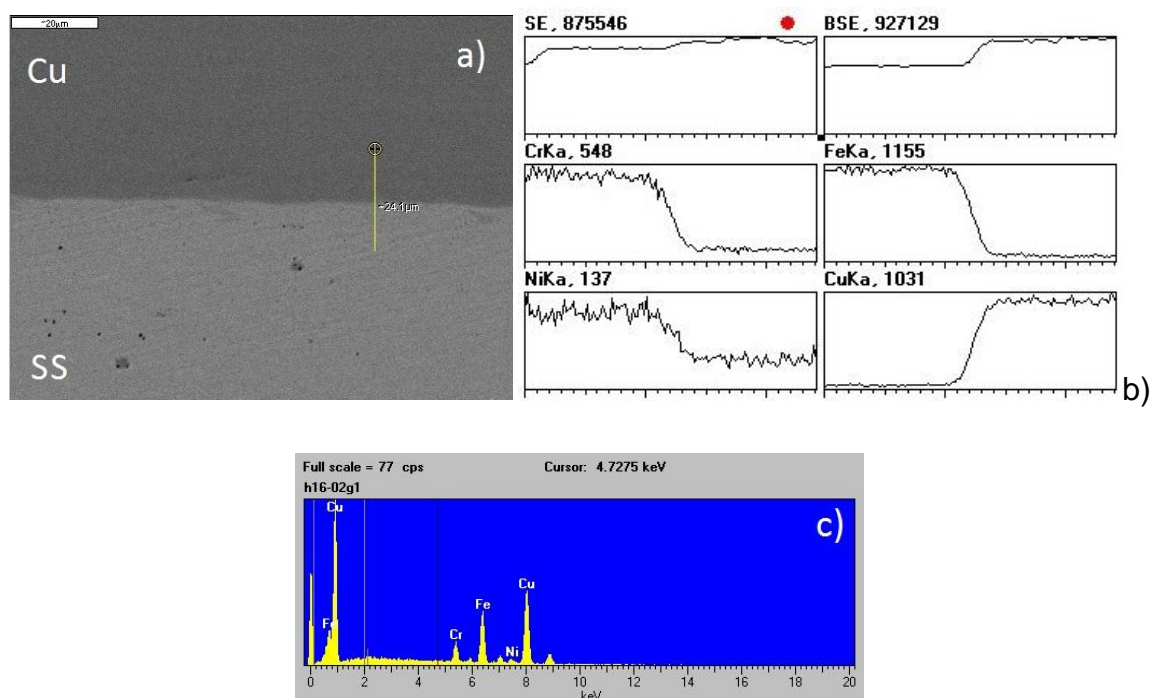 ~20µm
Cu
a)
~24.1µm
SS
SE, 875546
BSE, 927129
CrKa, 548
FeKa, 1155
NiKa, 137
CuKa, 1031
b)
Full scale = 77 cps Cursor: 4.7275 keV
h16-02g1
Cu
c)
Cu
Fe
Fe
Cr
Ni
0 2 4 6 8 10 12 14 16 18 20
keV